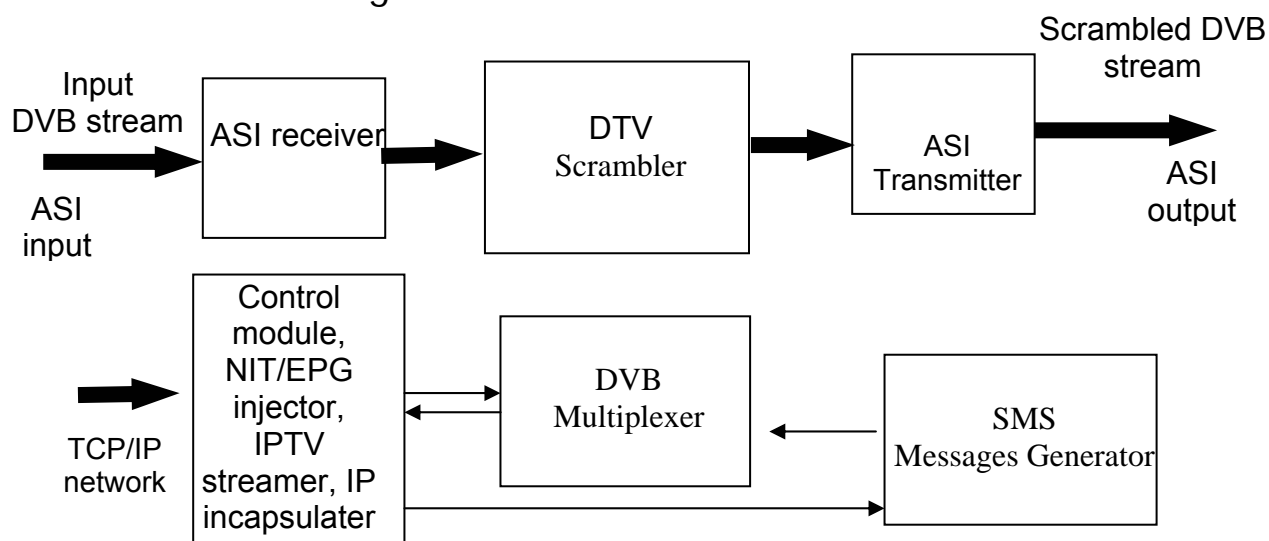 Scrambled DVB
stream
Input
DVB stream
ASI receiver
DTV
Scrambler
ASI
Transmitter
ASI
input
ASI
output
Control
module,
NIT/EPG
injector,
IPTV
streamer, IP
incapsulater
DVB
Multiplexer
SMS
Messages Generator
TCP/IP
network